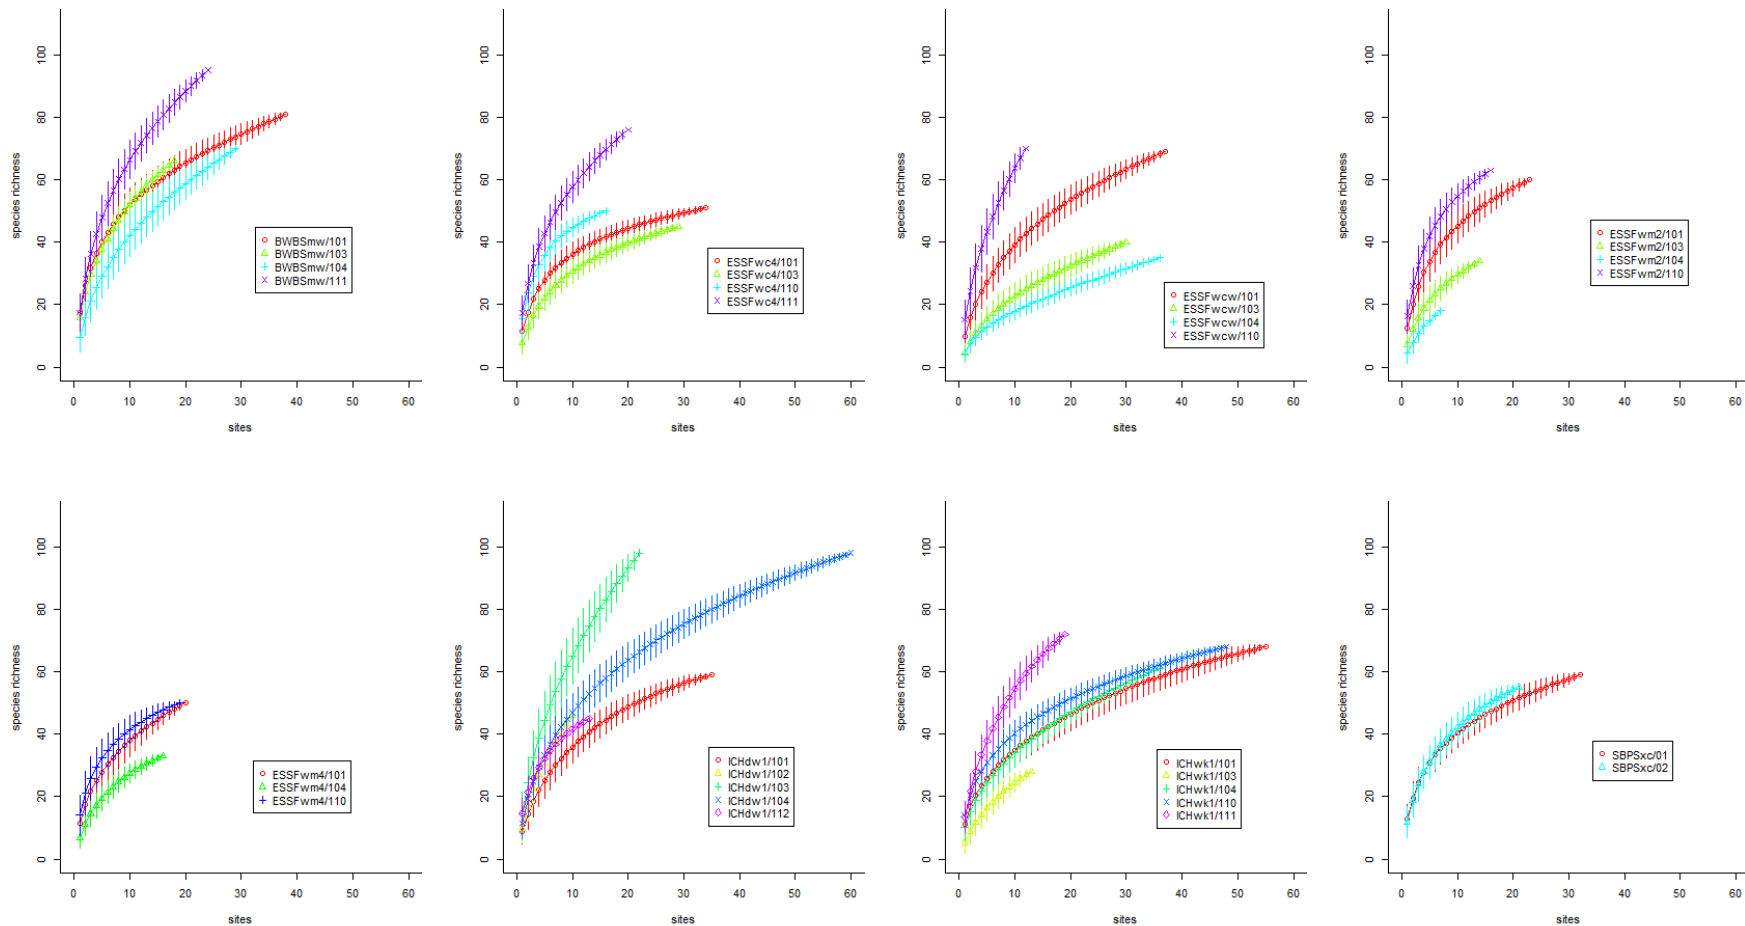 species richness
0
20
40
60
80
100
0
10
20
30
40
50
60
sites
BWBSmw/101
BWBSmw/103
BWBSmw/104
BWBSmw/111
species richness
0
20
40
60
80
100
0
10
20
30
40
50
60
sites
ESSFwc4/101
ESSFwc4/103
ESSFwc4/110
ESSFwc4/111
species richness
0
20
40
60
80
100
0
10
20
30
40
50
60
sites
ESSFwcw/101
ESSFwcw/103
ESSFwcw/104
ESSFwcw/110
species richness
0
20
40
60
80
100
0
10
20
30
40
50
60
sites
ESSFwm2/101
ESSFwm2/103
ESSFwm2/104
ESSFwm2/110
species richness
0
20
40
60
80
100
0
10
20
30
40
50
60
sites
ESSFwm4/101
ESSFwm4/104
ESSFwm4/110
species richness
0
20
40
60
80
100
0
10
20
30
40
50
60
sites
ICHdw1/101
ICHdw1/102
ICHdw1/103
ICHdw1/104
ICHdw1/112
species richness
0
20
40
60
80
100
0
10
20
30
40
50
60
sites
ICHwk1/101
ICHwk1/103
ICHwk1/104
ICHwk1/110
ICHwk1/111
species richness
0
20
40
60
80
100
0
10
20
30
40
50
60
sites
SBPSxc/01
SBPSxc/02